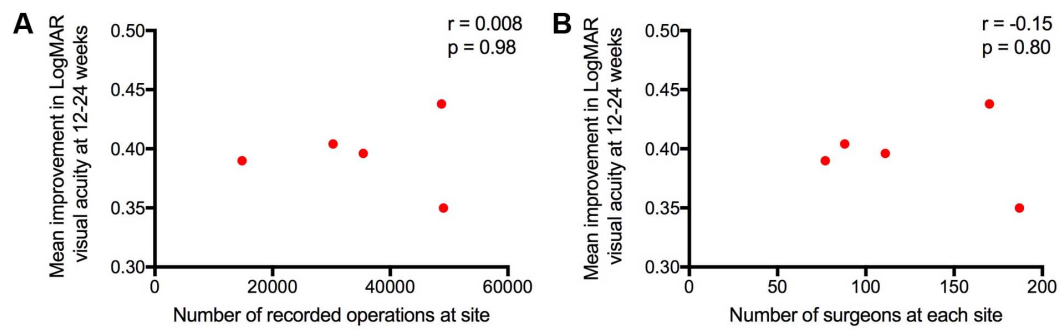 A
Mean improvement in LogMAR
visual acuity at 12-24 weeks
0.50
0.45
0.40
0.35
0.30
0
20000
40000
60000
Number of recorded operations at site
r = 0.008
p = 0.98
B
Mean improvement in LogMAR
visual acuity at 12-24 weeks
0.50
0.45
0.40
0.35
0.30
0
50
100
150
200
Number of surgeons at each site
r = -0.15
p = 0.80